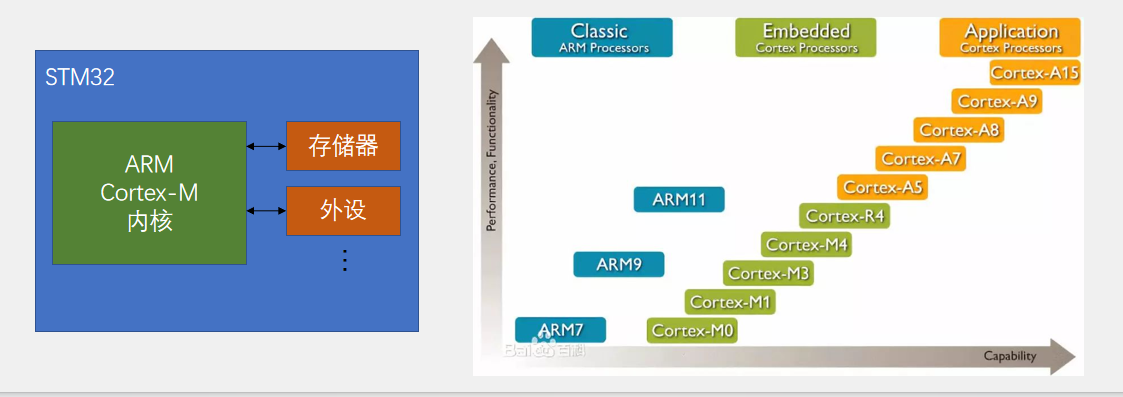 STM32
ARM
Cortex-M
内核
存储器
外设
Classic
ARM Processors
Embedded
Cortex Processors
Application
Cortex Processors
Cortex-A15
Cortex-A9
Cortex-A8
Cortex-A7
Cortex-A5
ARM11
Cortex-R4
Cortex-M4
ARM9
Cortex-M3
Cortex-M1
ARM7
Cortex-M0
Performance, Functionality
Capability
Bai百科